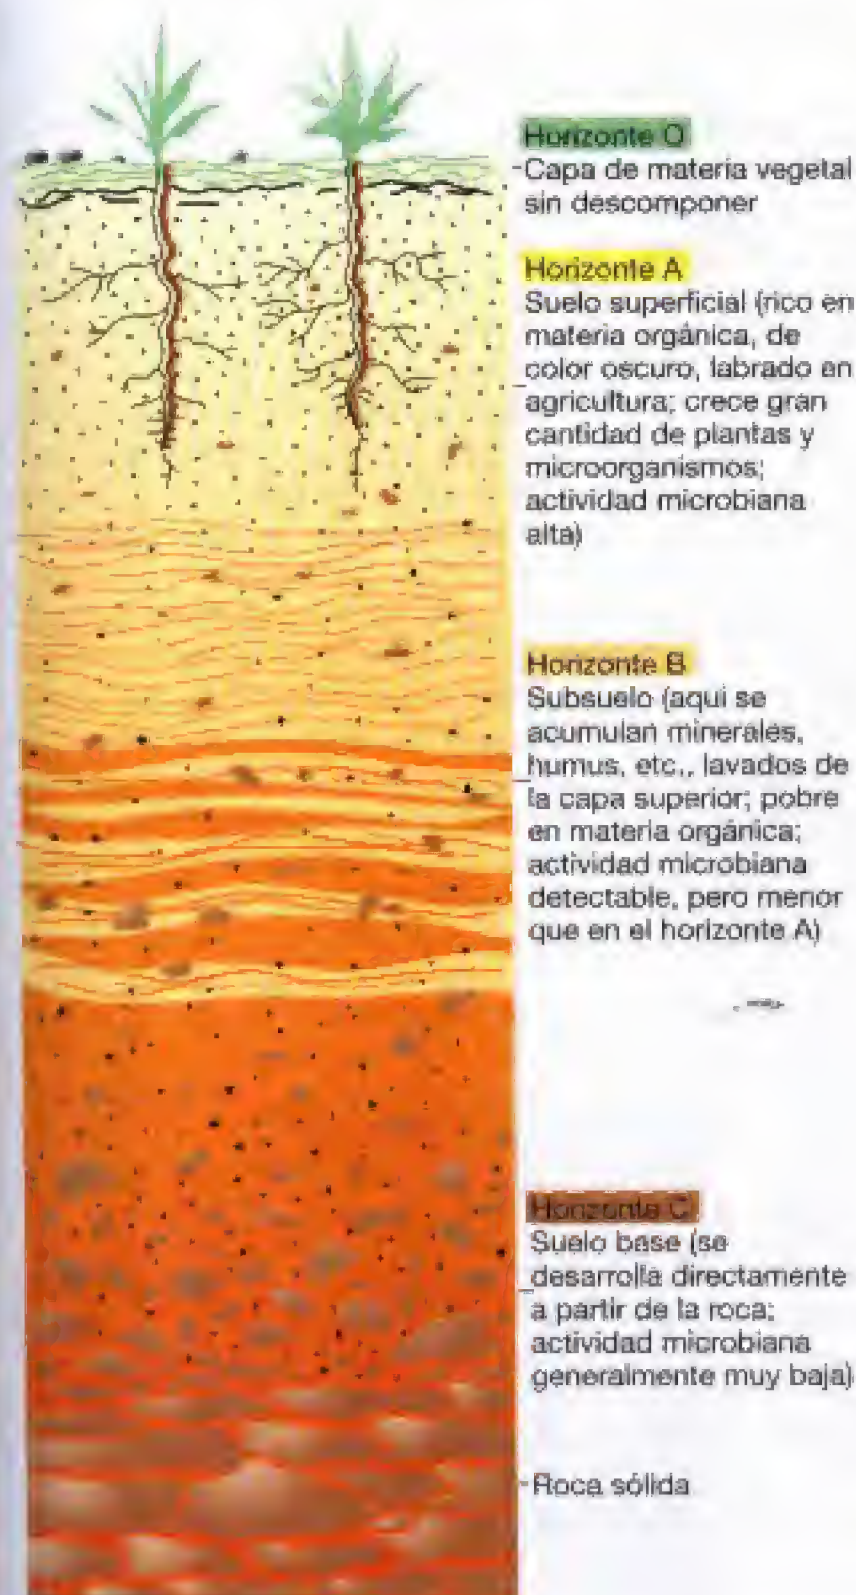 Horizonte O
Capa de materia vegetal
sin descomponer
Horizonte A
Suelo superficial (rico en
materia orgánica, de
color oscuro, labrado en
agricultura; crece gran
cantidad de plantas y
microorganismos;
actividad microbiana
alta)
Horizonte B
Subsuelo (aqui se
acumulan minerales,
humus, etc., lavados de
la capa superior; pobre
en materia orgánica;
actividad microbiana
detectable, pero menor
que en el horizonte A)
Horizonte C
Suelo base (se
desarrolla directamente
a partir de la roca;
actividad microbiana
generalmente muy baja)
Roca sólida